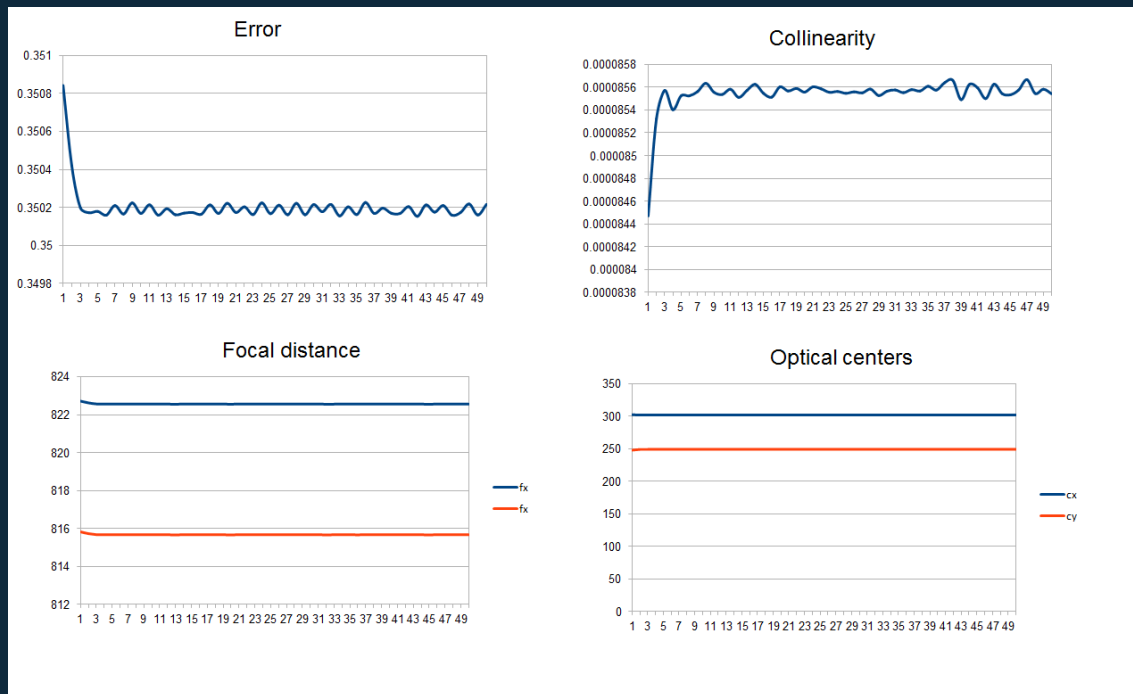 Error
0.351
0.3508
0.3506
0.3504
0.3502
0.35
0.3498
1 3 5 7 9 11 13 15 17 19 21 23 25 27 29 31 33 35 37 39 41 43 45 47 49
Collinearity
0.0000858
0.0000856
0.0000854
0.0000852
0.000085
0.0000848
0.0000846
0.0000844
0.0000842
0.000084
0.0000838
1 3 5 7 9 11 13 15 17 19 21 23 25 27 29 31 33 35 37 39 41 43 45 47 49
Focal distance
824
822
820
818
816
814
812
1 3 5 7 9 11 13 15 17 19 21 23 25 27 29 31 33 35 37 39 41 43 45 47 49
fx
fx
Optical centers
350
300
250
200
150
100
50
0
1 3 5 7 9 11 13 15 17 19 21 23 25 27 29 31 33 35 37 39 41 43 45 47 49
cx
cy